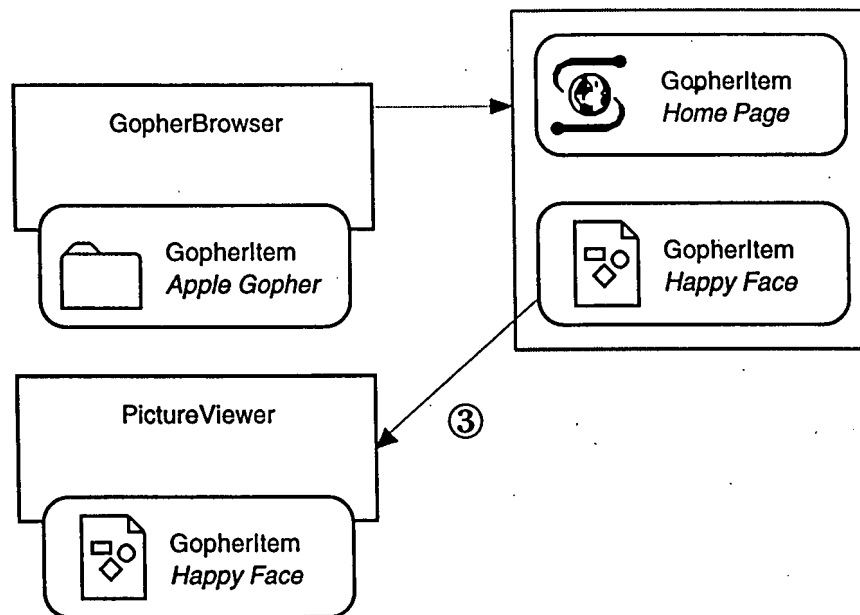 GopherBrowser
GopherItem
Apple Gopher
GopherItem
Home Page
GopherItem
Happy Face
③
PictureViewer
GopherItem
Happy Face